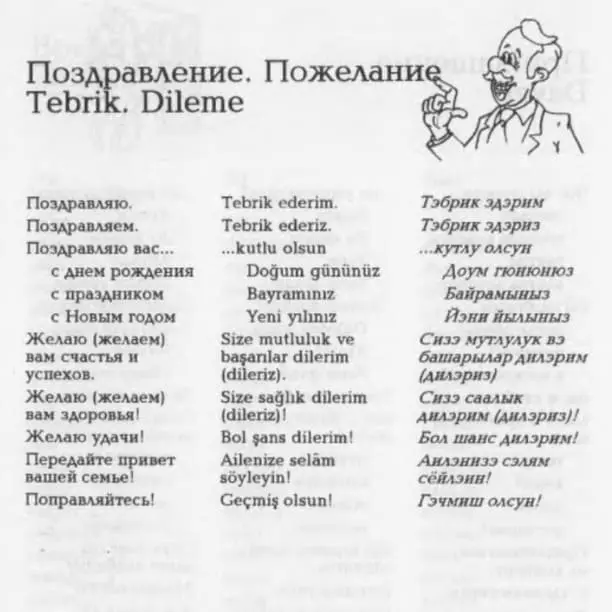 Поздравление. Пожелание
Tebrik. Dileme
Поздравляю. Tebrik ederim. Тэбрик эдэрим
Поздравляем. Tebrik ederiz. Тэбрик эдэриз
Поздравляю вас... ...kutlu olsun ...кутлу олсун
с днем рождения Doğum gününüz Доум гюнюнюз
с праздником Bayramınız Байрамыныз
с Новым годом Yeni yılınız Йэни йылыныз
Желаю (желаем) Size mutluluk ve Сизэ мутлулук вэ
вам счастья и başarılar dilerim башарылар дилэрим
успехов. (dileriz). (дилэриз)
Желаю (желаем) Size sağlık dilerim Сизэ саалык
вам здоровья! (dileriz)! дилэрим (дилэриз)!
Желаю удачи! Bol şans dilerim! Бол шанс дилэрим!
Передайте привет Ailenize selâm Аилэнизэ сэлям
вашей семье! söyleyin! сёйлэин!
Поправляйтесь! Geçmiş olsun! Гэчмиш олсун!